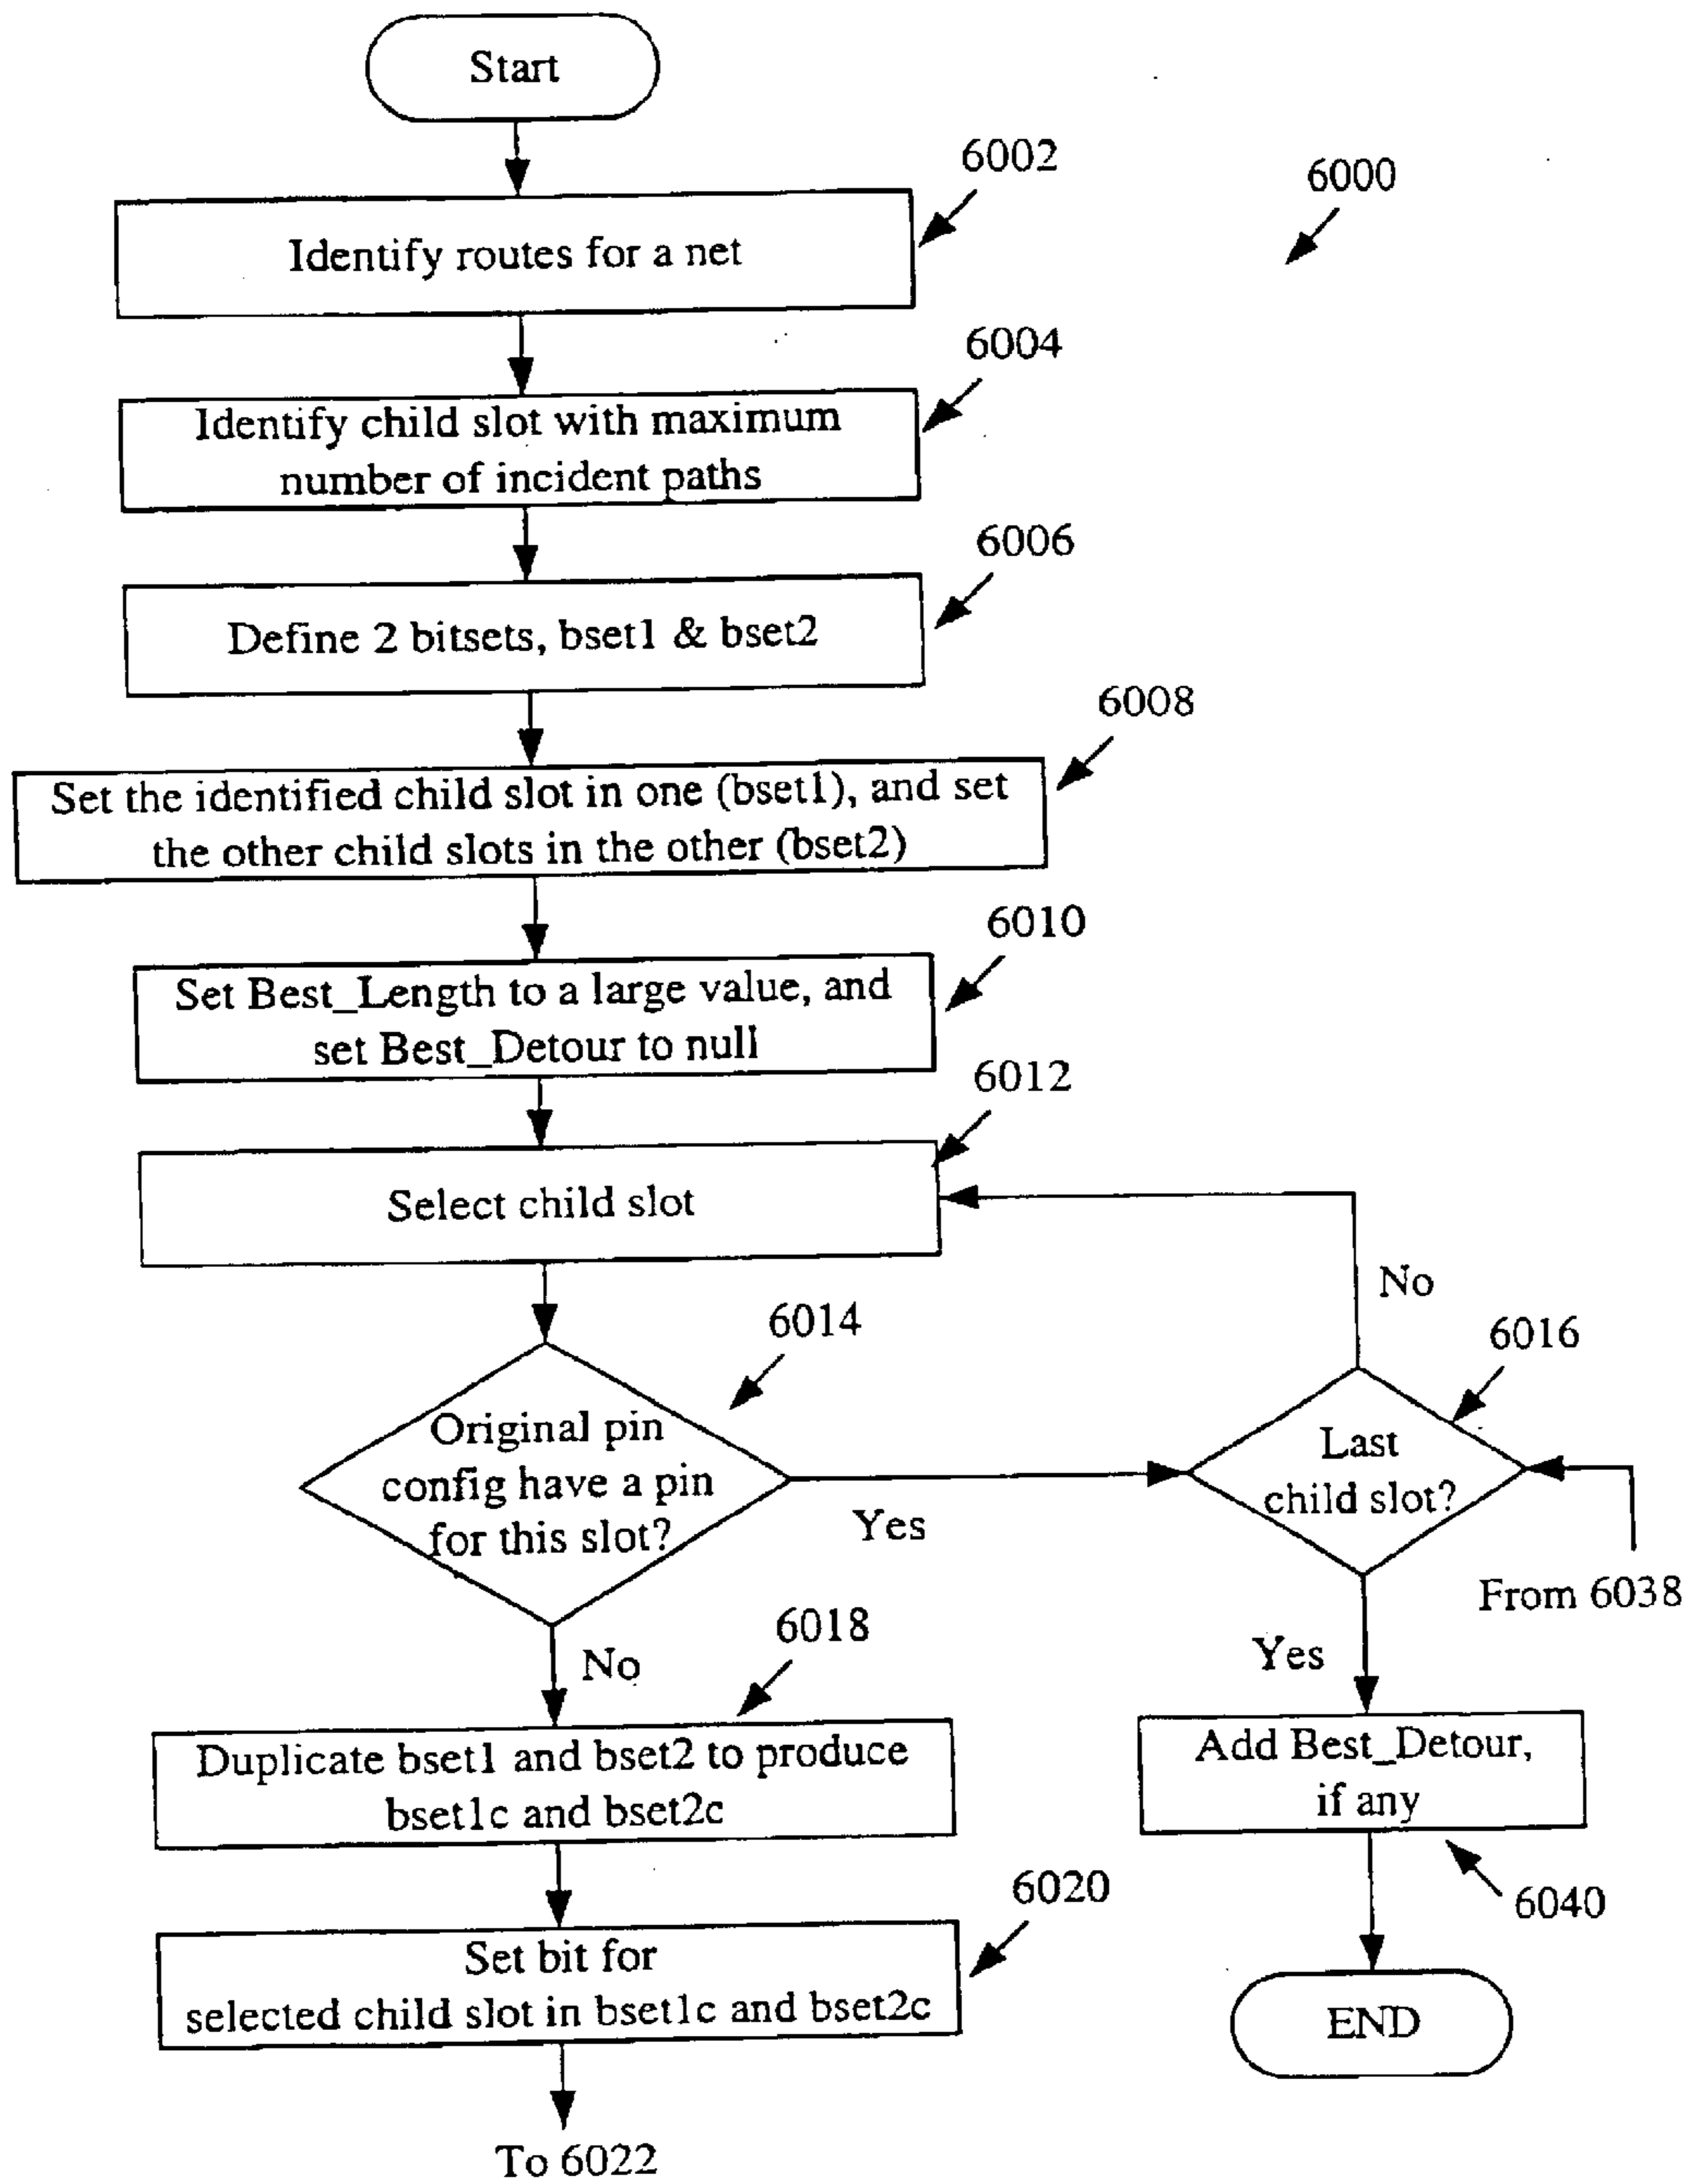 Start
6002
6000
Identify routes for a net
6004
Identify child slot with maximum
number of incident paths
6006
Define 2 bitsets, bset1 & bset2
6008
Set the identified child slot in one (bset1), and set
the other child slots in the other (bset2)
6010
Set Best_Length to a large value, and
set Best_Detour to null
6012
Select child slot
No
6014
6016
Original pin
config have a pin
for this slot?
Yes
Last
child slot?
From 6038
6018
No
Yes
Duplicate bset1 and bset2 to produce
bset1c and bset2c
Add Best_Detour,
if any
6020
6040
Set bit for
selected child slot in bset1c and bset2c
END
To 6022